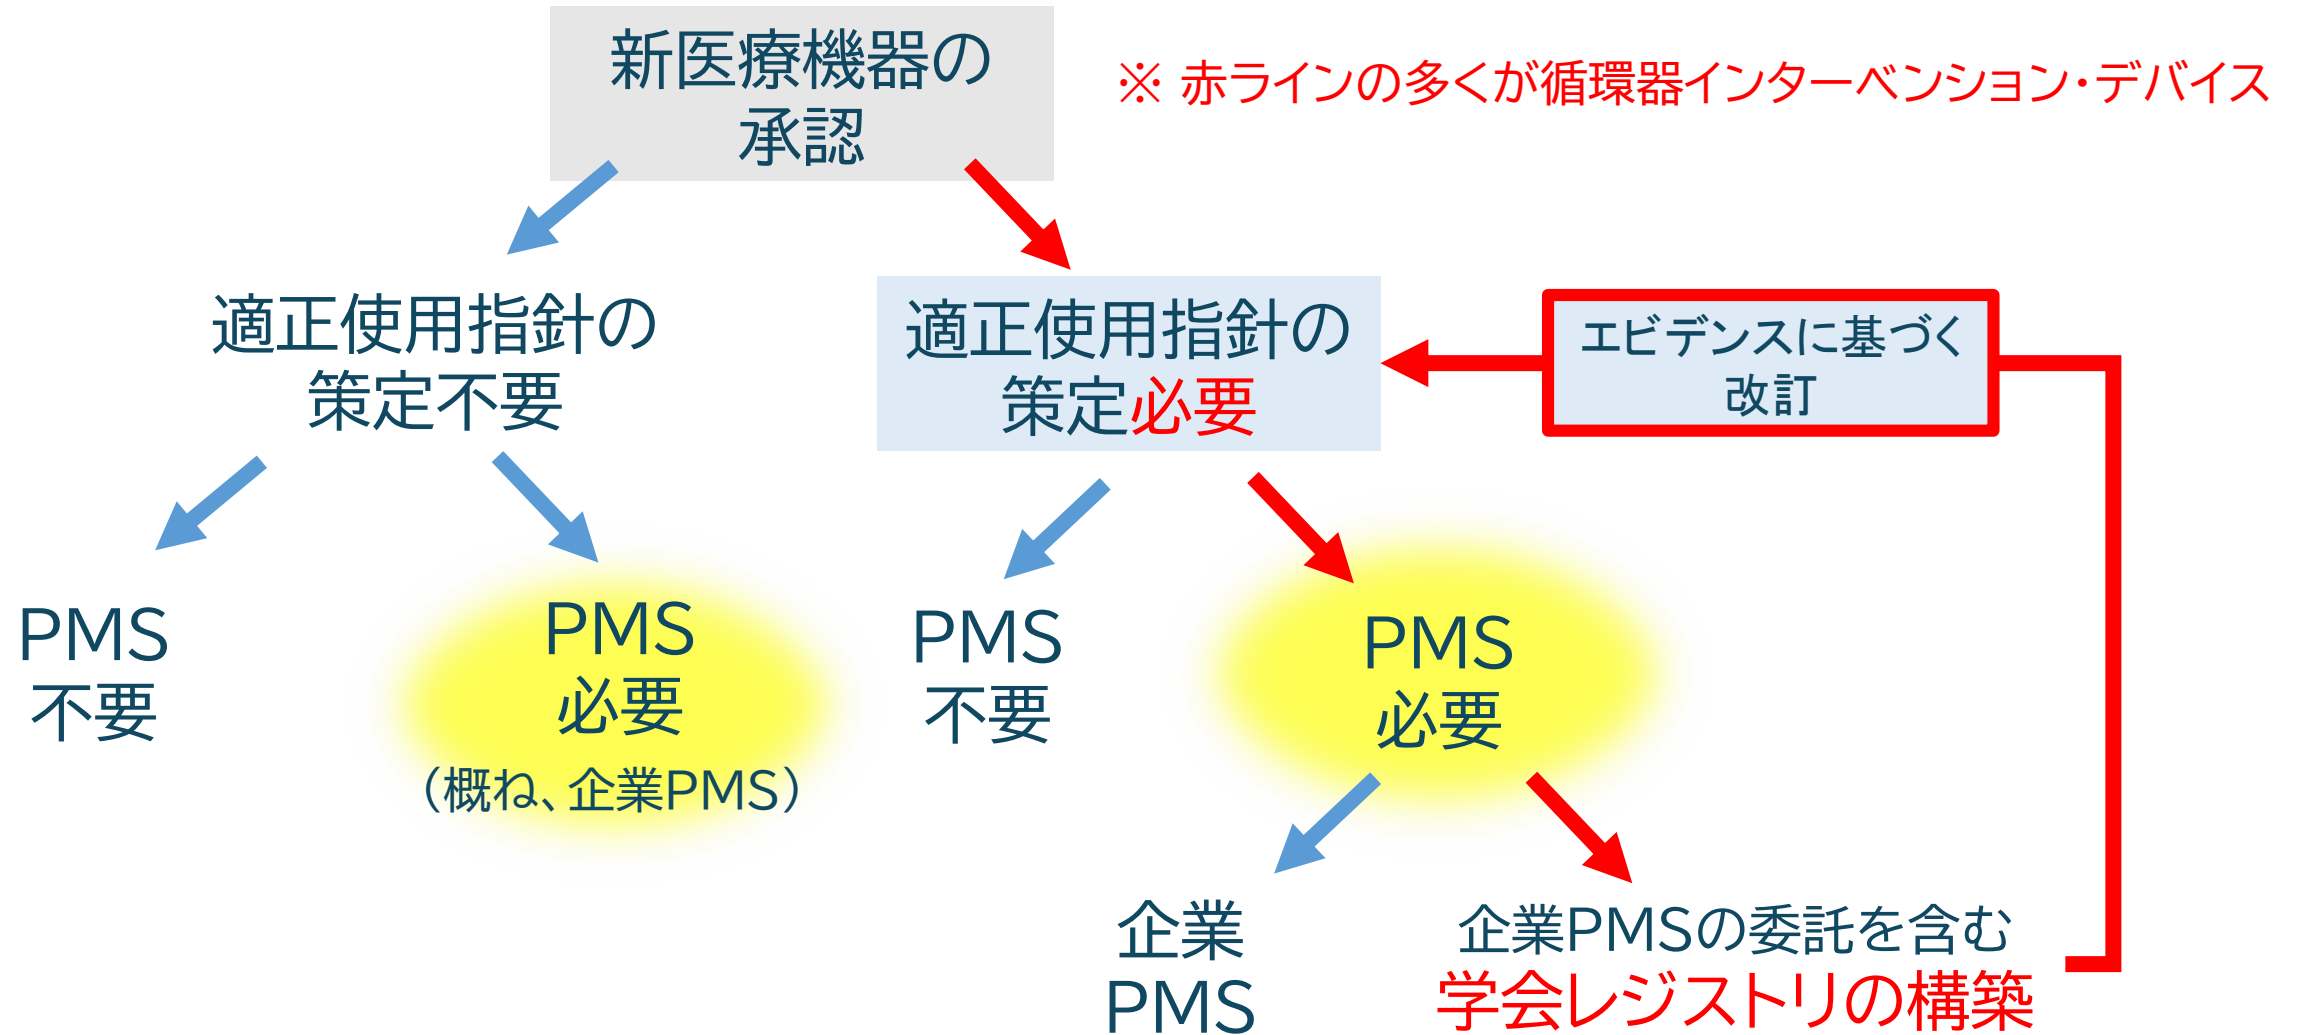 新医療機器の
承認
※ 赤ラインの多くが循環器インターベンション・デバイス
適正使用指針の
策定不要
適正使用指針の
策定必要
エビデンスに基づく
改訂
PMS
不要
PMS
必要
（概ね、企業PMS）
PMS
不要
PMS
必要
企業
PMS
企業PMSの委託を含む
学会レジストリの構築